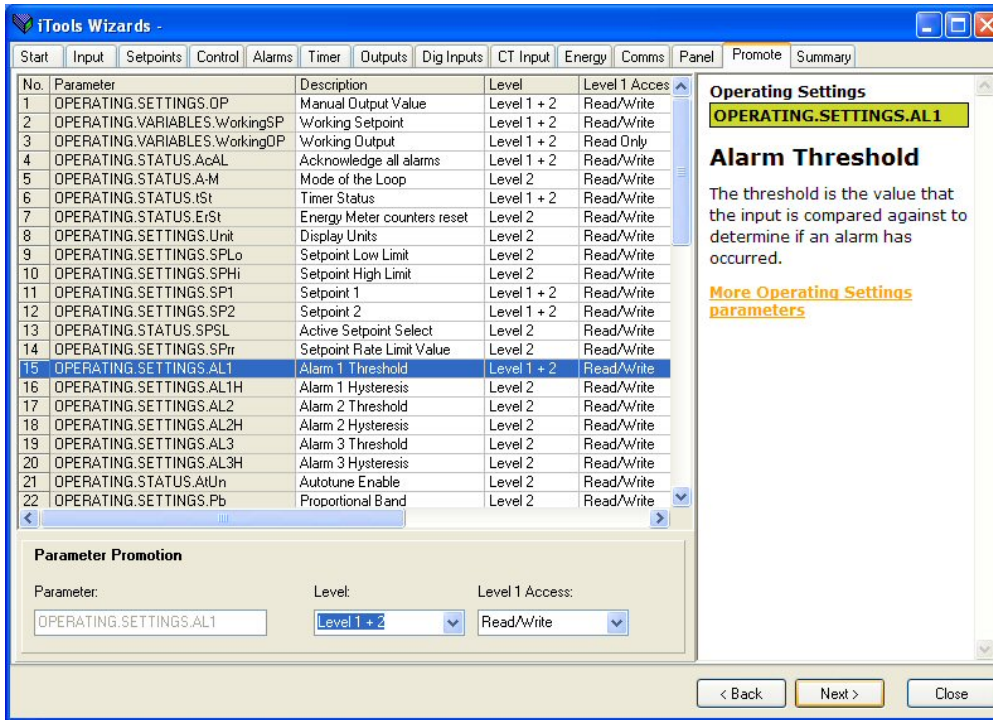 iTools Wizards -
Start Input Setpoints Control Alarms Timer Outputs Dig Inputs CT Input Energy Comms Panel Promote Summary
No. Parameter Description Level Level 1 Acces
1 OPERATING.SETTINGS.OP Manual Output Value Level 1 + 2 Read/Write
2 OPERATING.VARIABLES.WorkingSP Working Setpoint Level 1 + 2 Read/Write
3 OPERATING.VARIABLES.WorkingOP Working Output Level 1 + 2 Read Only
4 OPERATING.STATUS.AcAL Acknowledge all alarms Level 1 + 2 Read/Write
5 OPERATING.STATUS.A-M Mode of the Loop Level 2 Read/Write
6 OPERATING.STATUS.tSt Timer Status Level 1 + 2 Read/Write
7 OPERATING.STATUS.ErSt Energy Meter counters reset Level 2 Read/Write
8 OPERATING.SETTINGS.Unit Display Units Level 2 Read/Write
9 OPERATING.SETTINGS.SPLo Setpoint Low Limit Level 2 Read/Write
10 OPERATING.SETTINGS.SPHi Setpoint High Limit Level 2 Read/Write
11 OPERATING.SETTINGS.SP1 Setpoint 1 Level 1 + 2 Read/Write
12 OPERATING.SETTINGS.SP2 Setpoint 2 Level 1 + 2 Read/Write
13 OPERATING.STATUS.SPSL Active Setpoint Select Level 2 Read/Write
14 OPERATING.SETTINGS.SPrr Setpoint Rate Limit Value Level 2 Read/Write
15 OPERATING.SETTINGS.AL1 Alarm 1 Threshold Level 1 + 2 Read/Write
16 OPERATING.SETTINGS.AL1H Alarm 1 Hysteresis Level 2 Read/Write
17 OPERATING.SETTINGS.AL2 Alarm 2 Threshold Level 2 Read/Write
18 OPERATING.SETTINGS.AL2H Alarm 2 Hysteresis Level 2 Read/Write
19 OPERATING.SETTINGS.AL3 Alarm 3 Threshold Level 2 Read/Write
20 OPERATING.SETTINGS.AL3H Alarm 3 Hysteresis Level 2 Read/Write
21 OPERATING.STATUS.AtUn Autotune Enable Level 2 Read/Write
22 OPERATING.SETTINGS.Pb Proportional Band Level 2 Read/Write
Parameter Promotion
Parameter: Level: Level 1 Access:
OPERATING.SETTINGS.AL1 Level 1 + 2 Read/Write
Operating Settings
OPERATING.SETTINGS.AL1
Alarm Threshold
The threshold is the value that
the input is compared against to
determine if an alarm has
occurred.
More Operating Settings
parameters
< Back Next > Close